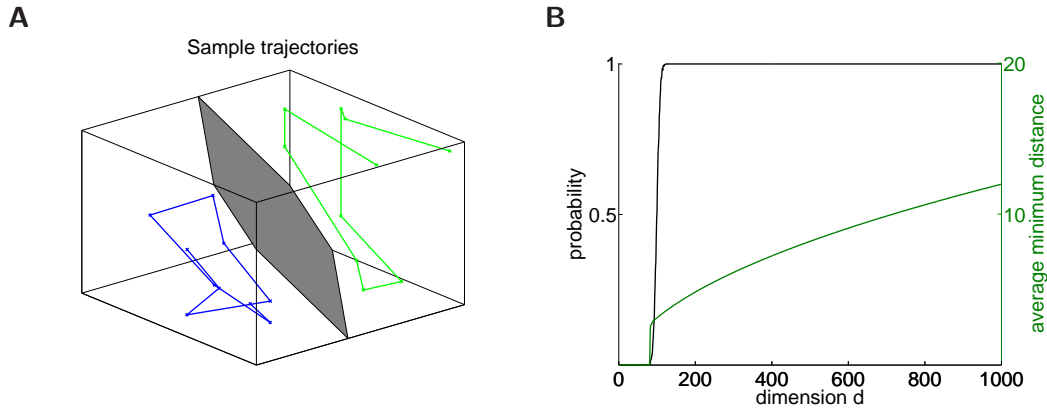 A
Sample trajectories
B
probability
1
0.5
0 200 400 600 800 1000
dimension d
20
10
average minimum distance